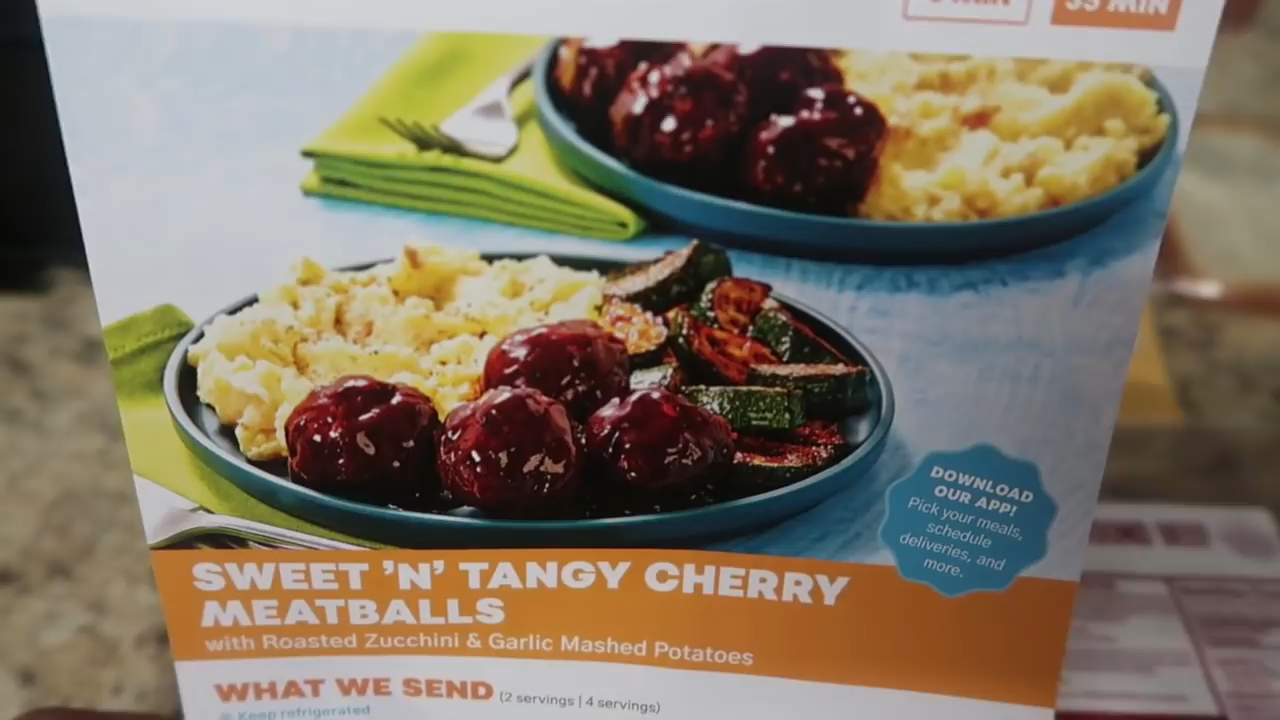 35 MIN
SWEET 'N' TANGY CHERRY
MEATBALLS
with Roasted Zucchini & Garlic Mashed Potatoes
DOWNLOAD
OUR APP!
Pick your meals,
schedule
deliveries, and
more.
WHAT WE SEND (2 servings | 4 servings)
Keep refrigerated